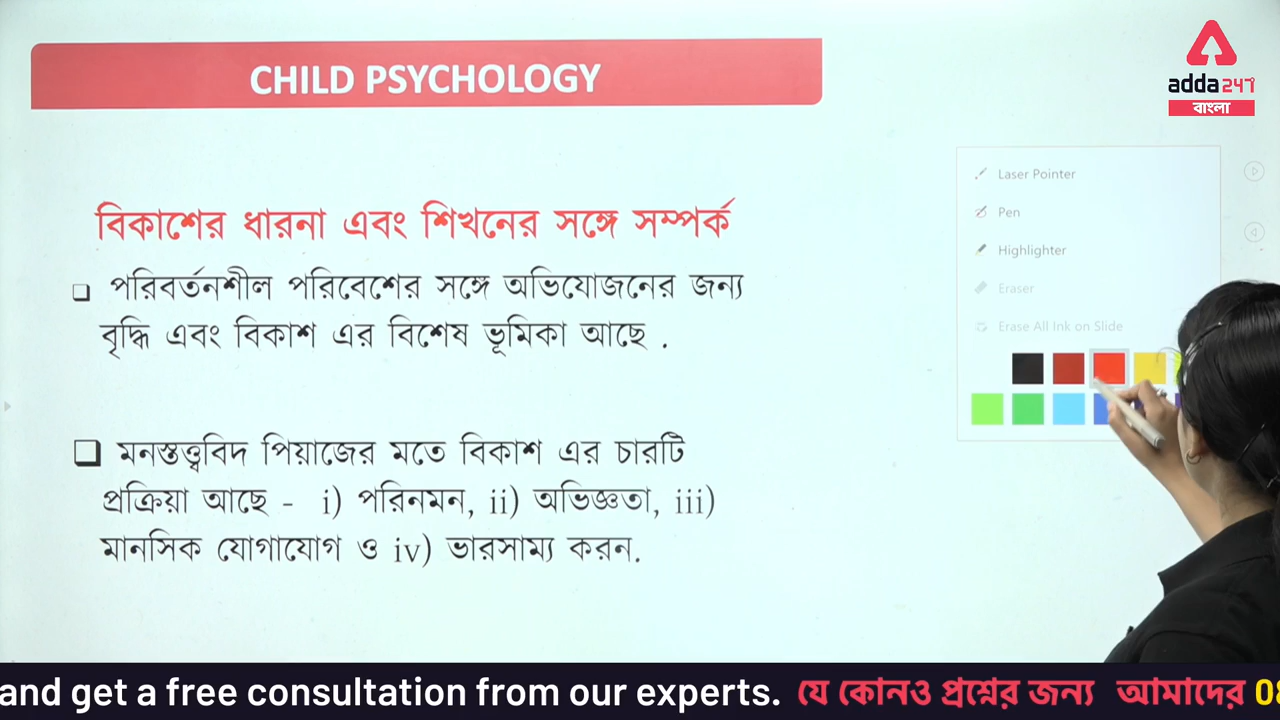 CHILD PSYCHOLOGY
adda247
বাংলা
Laser Pointer
Pen
Highlighter
Eraser
Erase All Ink on Slide
বিকাশের ধারনা এবং শিখনের সঙ্গে সম্পর্ক
পরিবর্তনশীল পরিবেশের সঙ্গে অভিযোজনের জন্য
বৃদ্ধি এবং বিকাশ এর বিশেষ ভূমিকা আছে .
মনস্তত্ত্ববিদ পিয়াজের মতে বিকাশ এর চারটি
প্রক্রিয়া আছে - i) পরিনমন, ii) অভিজ্ঞতা, iii)
মানসিক যোগাযোগ ও iv) ভারসাম্য করন.
and get a free consultation from our experts. যে কোনও প্রশ্নের জন্য আমাদের